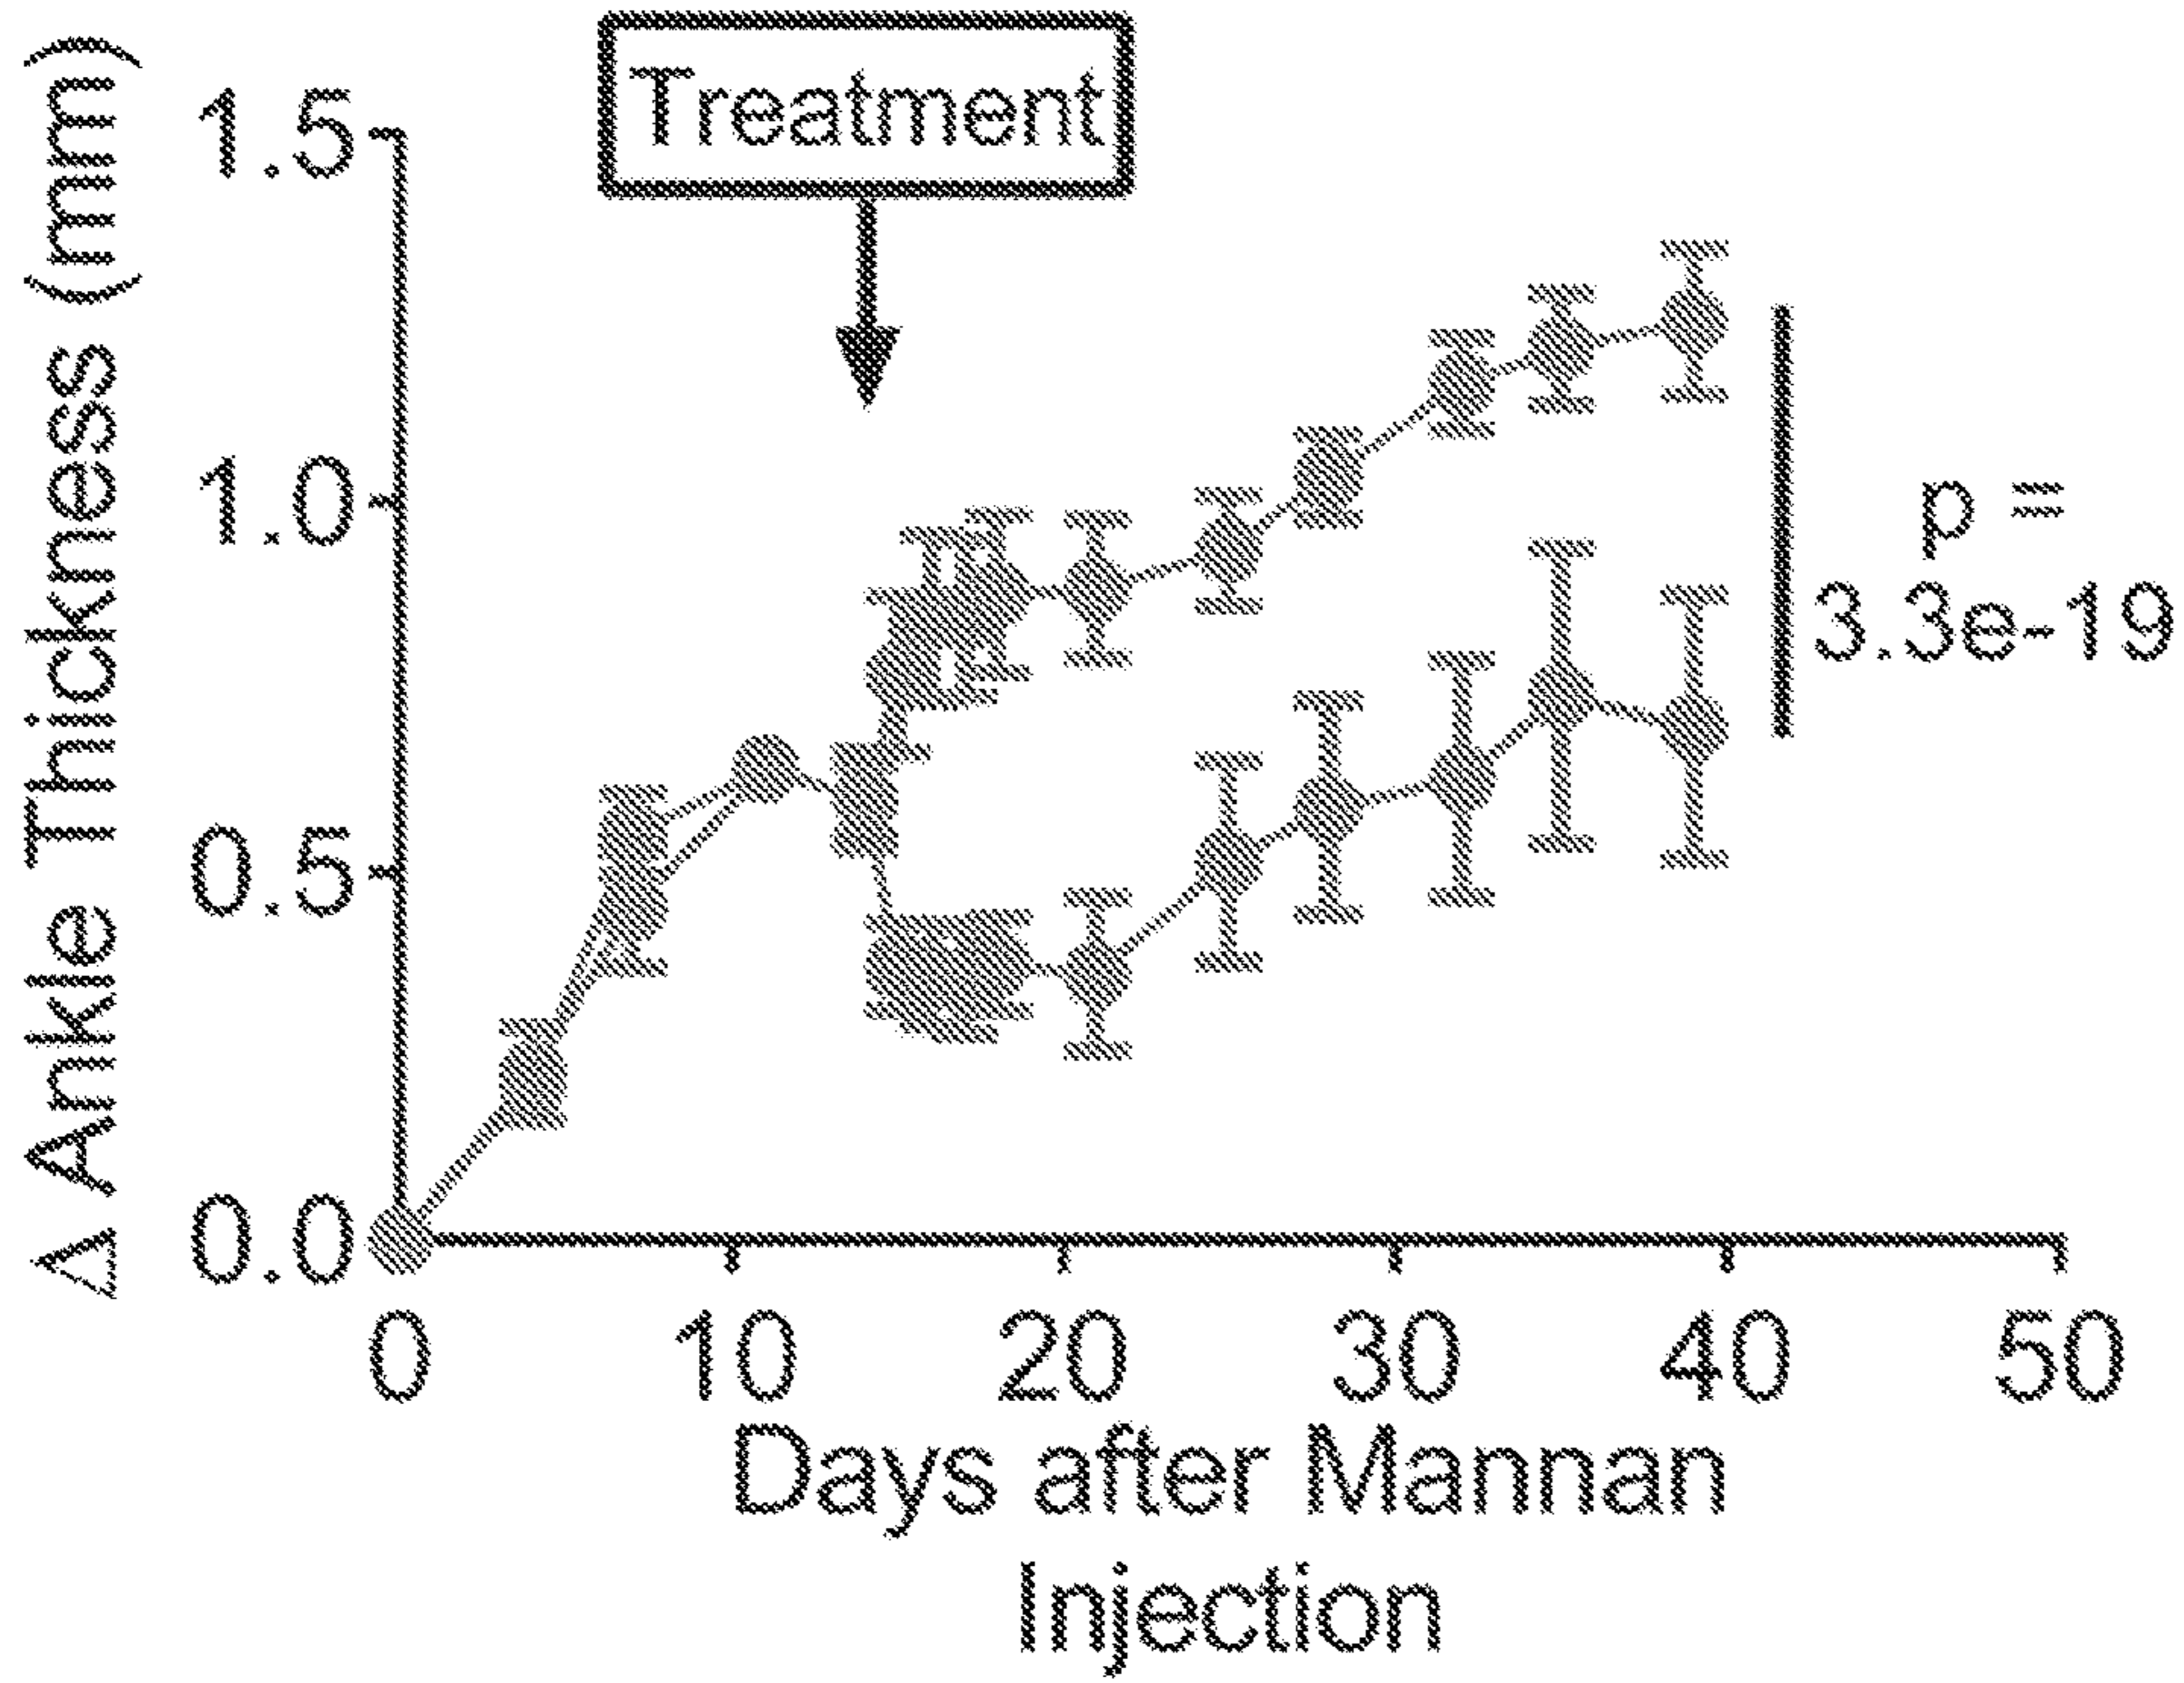 Treatment
Δ Ankle Thickness (mm)
1.5
1.0
0.5
0.0
p =
3.3e-19
0 10 20 30 40 50
Days after Mannan
Injection